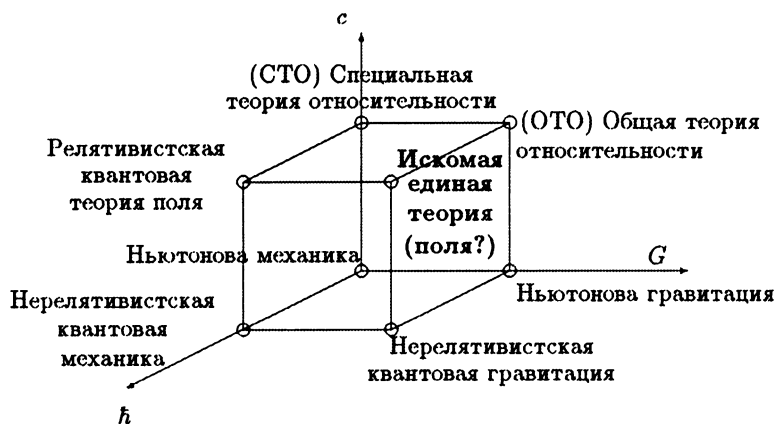 c
(СТО) Специальная
теория относительности
(ОТО) Общая теория
относительности
Релятивистская
квантовая
теория поля
Искомая
единая
теория
(поля?)
Ньютонова механика
G
Ньютонова гравитация
Нерелятивистская
квантовая
механика
Нерелятивистская
квантовая гравитация
ħ